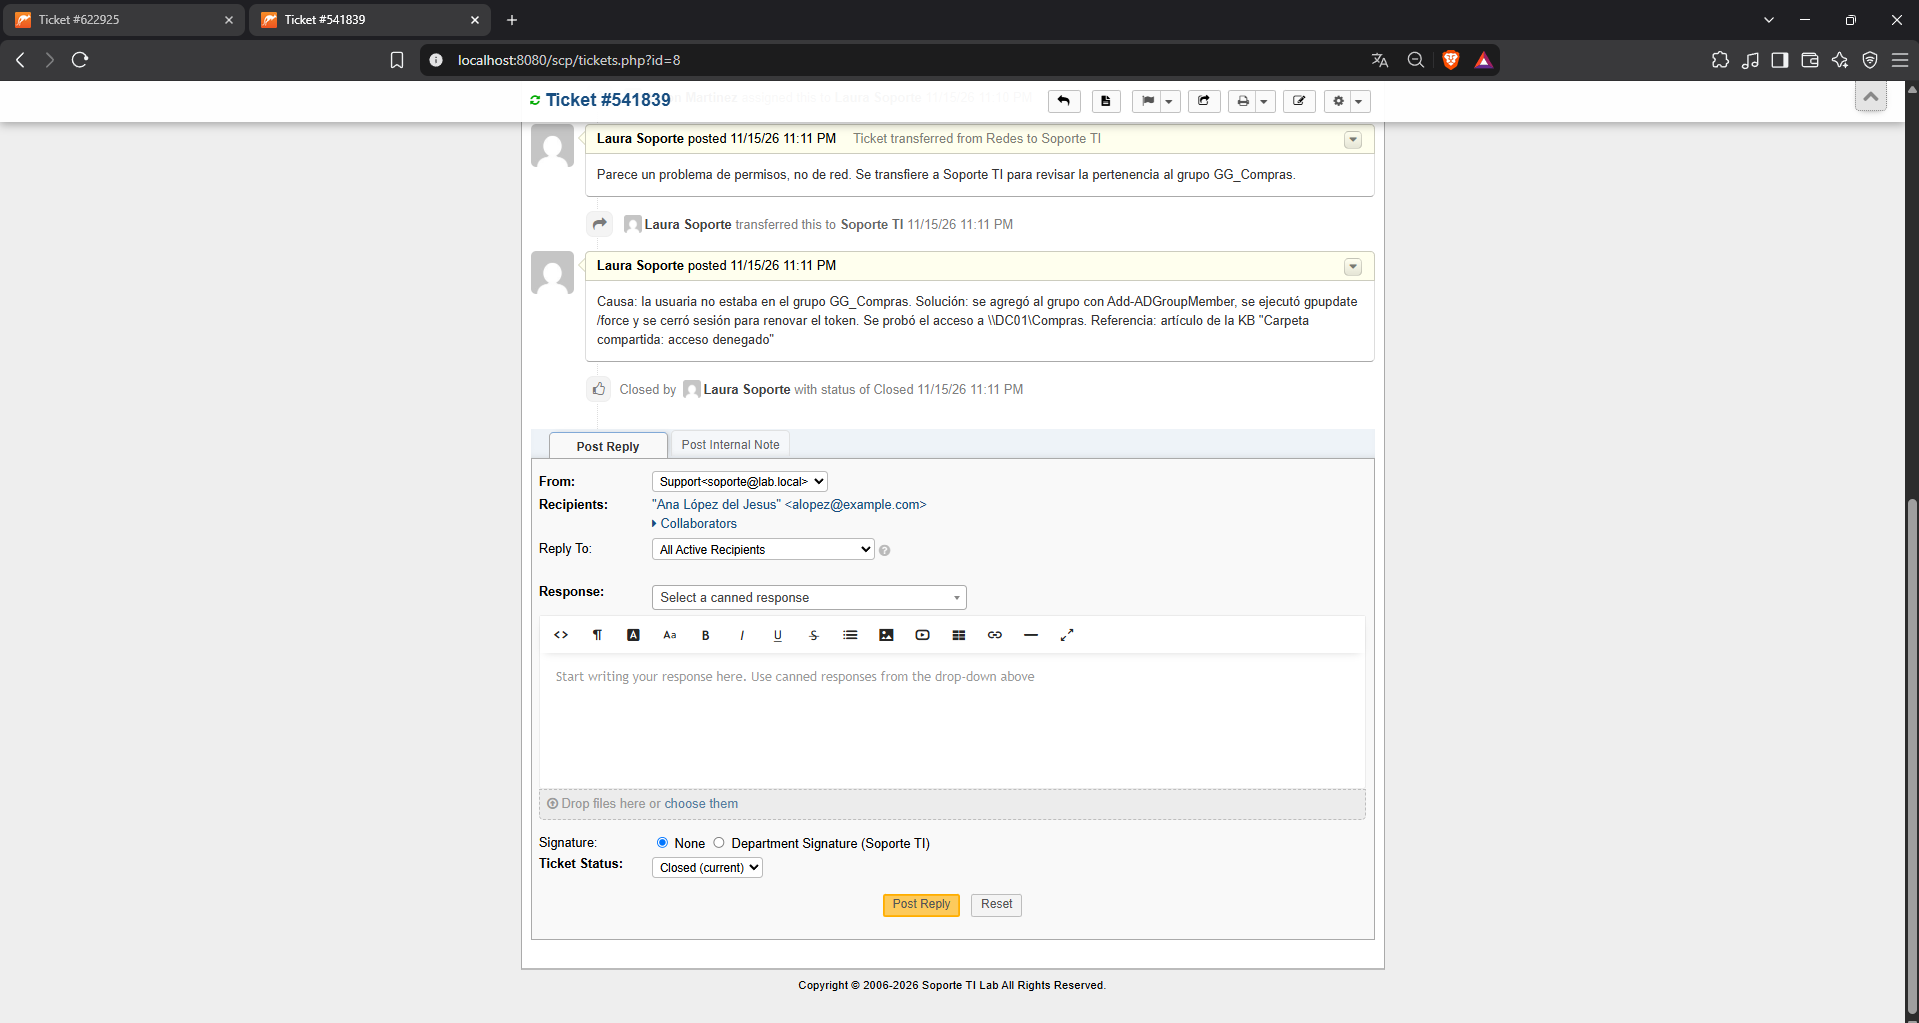 Ticket #622925
Ticket #541839
localhost:8080/scp/tickets.php?id=8
Ticket #541839
Laura Soporte posted 11/15/26 11:11 PM Ticket transferred from Redes to Soporte TI
Parece un problema de permisos, no de red. Se transfiere a Soporte TI para revisar la pertenencia al grupo GG_Compras.
Laura Soporte transferred this to Soporte TI 11/15/26 11:11 PM
Laura Soporte posted 11/15/26 11:11 PM
Causa: la usuaria no estaba en el grupo GG_Compras. Solución: se agregó al grupo con Add-ADGroupMember, se ejecutó gpupdate
/force y se cerró sesión para renovar el token. Se probó el acceso a \\DC01\Compras. Referencia: artículo de la KB "Carpeta
compartida: acceso denegado"
Closed by Laura Soporte with status of Closed 11/15/26 11:11 PM
Post Reply
Post Internal Note
From: Support<soporte@lab.local>
Recipients: "Ana López del Jesus" <alopez@example.com>
Collaborators
Reply To: All Active Recipients
Response: Select a canned response
Start writing your response here. Use canned responses from the drop-down above
Drop files here or choose them
Signature: None Department Signature (Soporte TI)
Ticket Status: Closed (current)
Post Reply Reset
Copyright © 2006-2026 Soporte TI Lab All Rights Reserved.